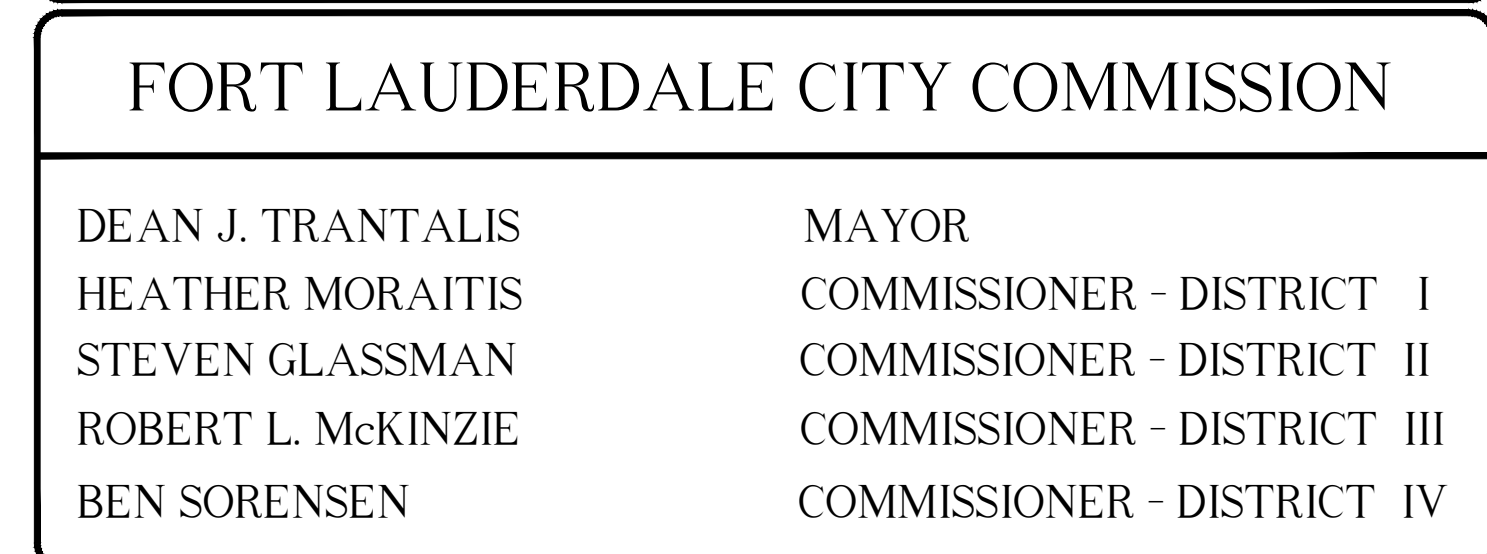 FORT LAUDERDALE CITY COMMISSION
DEAN J. TRANTALIS MAYOR
HEATHER MORAITIS COMMISSIONER - DISTRICT I
STEVEN GLASSMAN COMMISSIONER - DISTRICT II
ROBERT L. McKINZIE COMMISSIONER - DISTRICT III
BEN SORENSEN COMMISSIONER - DISTRICT IV